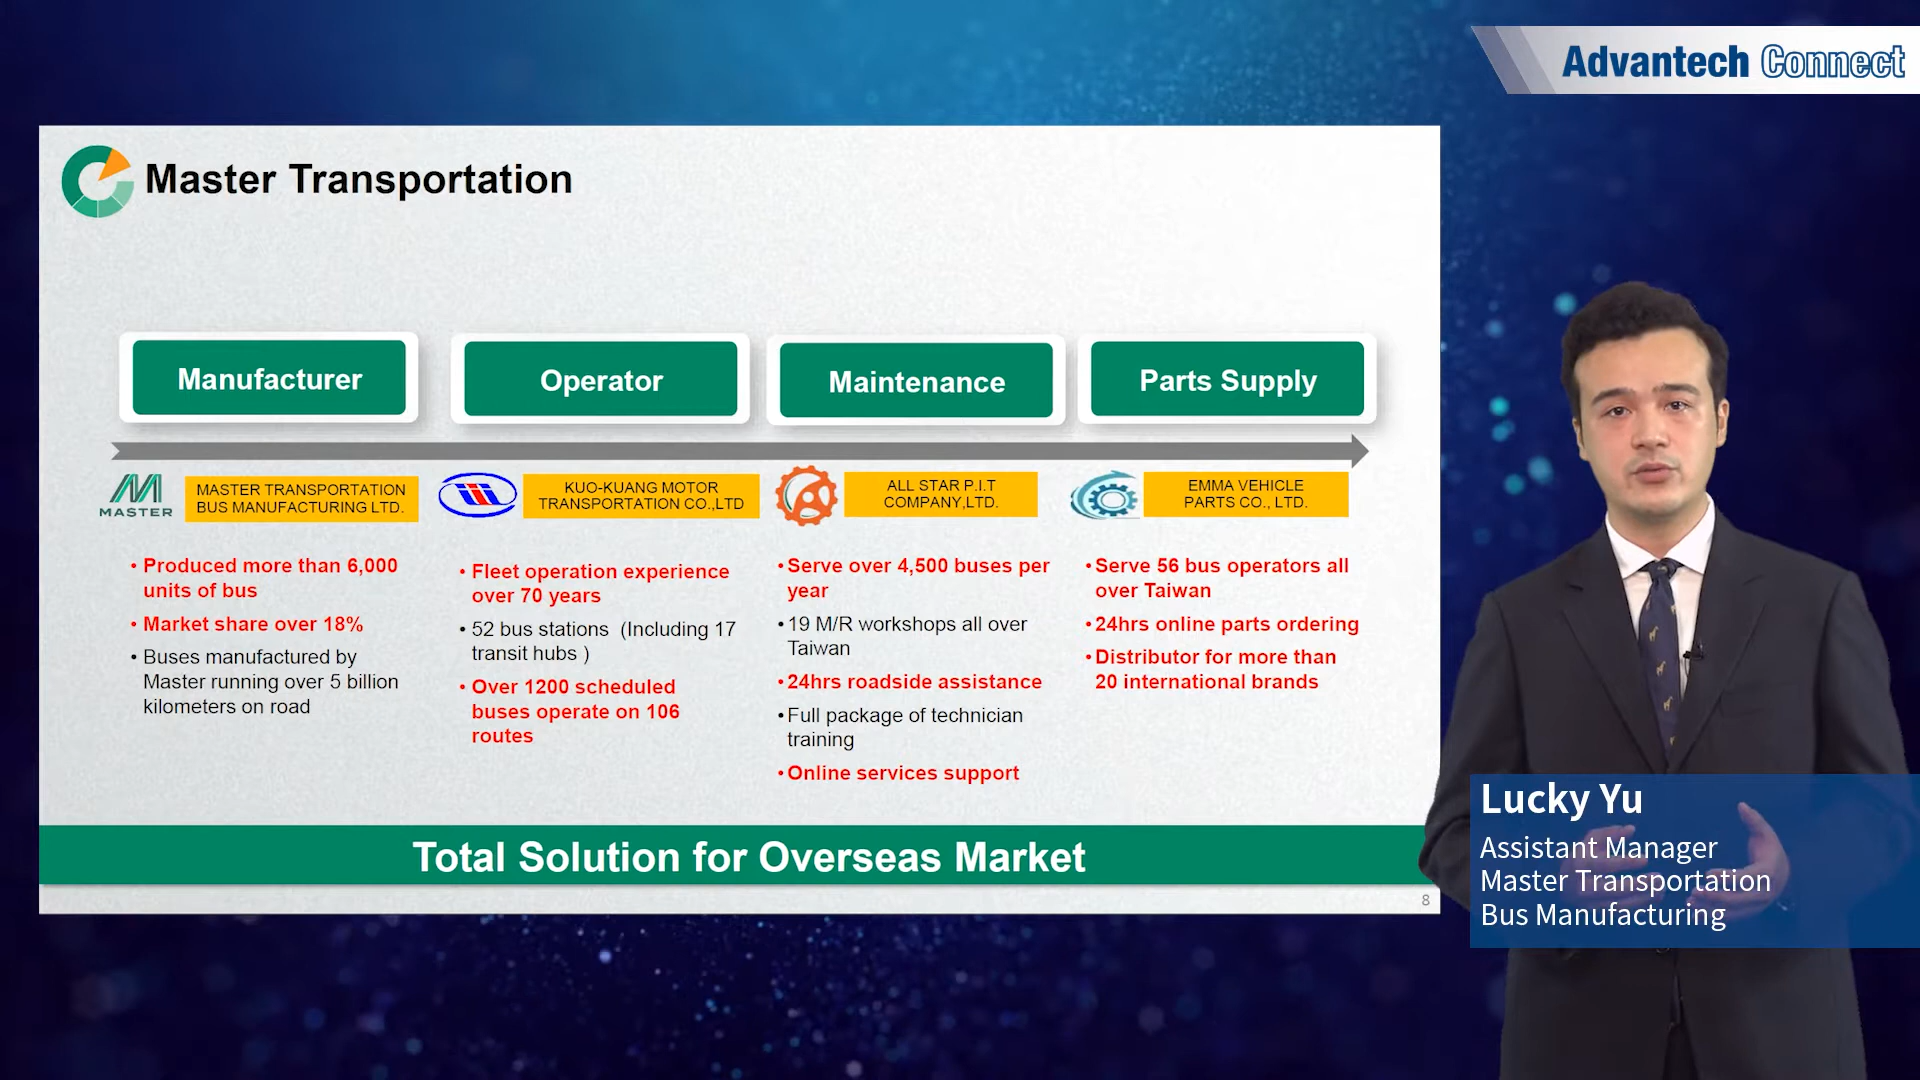 Advantech Connect
Master Transportation
Manufacturer
Operator
Maintenance
Parts Supply
MASTER
MASTER TRANSPORTATION
BUS MANUFACTURING LTD.
KUO-KUANG MOTOR
TRANSPORTATION CO.,LTD
ALL STAR P.I.T
COMPANY,LTD.
EMMA VEHICLE
PARTS CO., LTD.
• Produced more than 6,000
units of bus
• Market share over 18%
• Buses manufactured by
Master running over 5 billion
kilometers on road
• Fleet operation experience
over 70 years
• 52 bus stations (Including 17
transit hubs )
• Over 1200 scheduled
buses operate on 106
routes
• Serve over 4,500 buses per
year
• 19 M/R workshops all over
Taiwan
• 24hrs roadside assistance
• Full package of technician
training
• Online services support
• Serve 56 bus operators all
over Taiwan
• 24hrs online parts ordering
• Distributor for more than
20 international brands
Total Solution for Overseas Market
8
Lucky Yu
Assistant Manager
Master Transportation
Bus Manufacturing